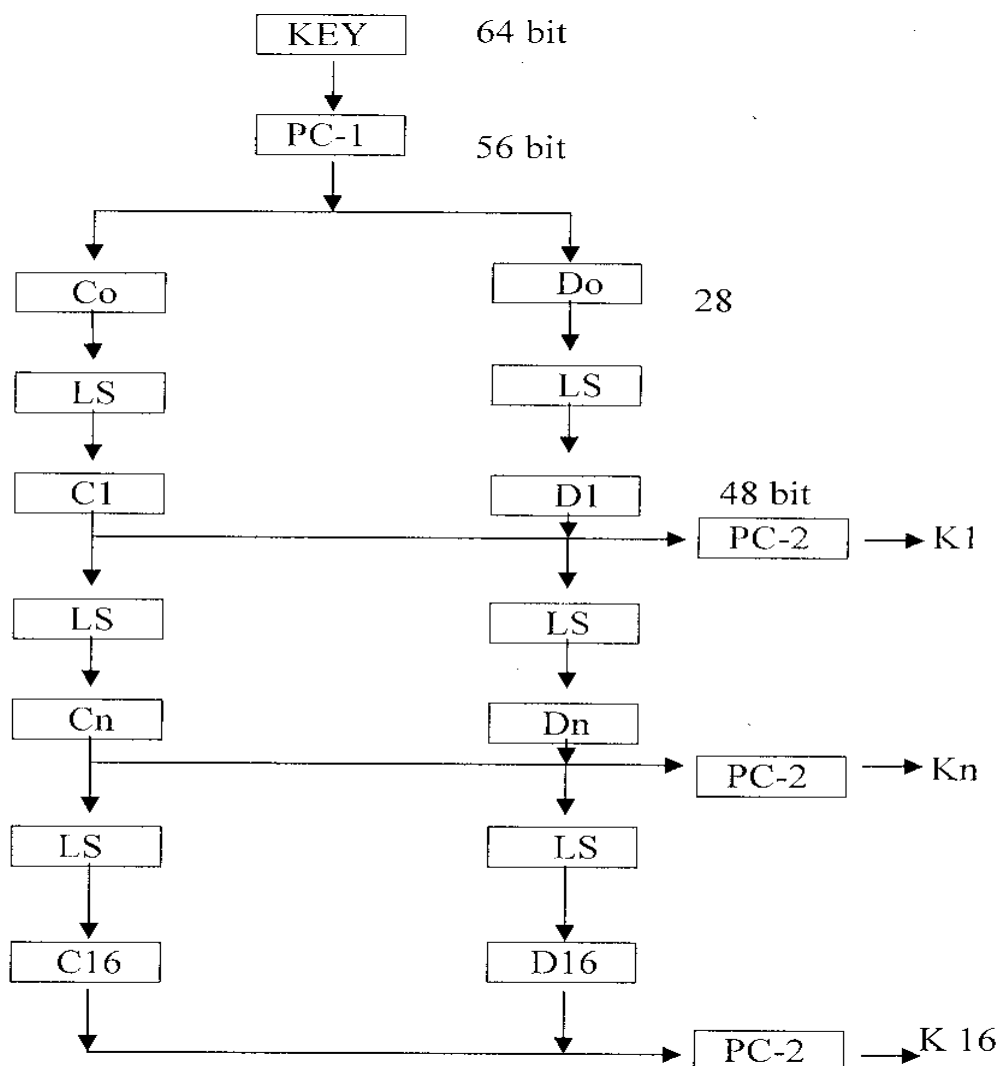 KEY 64 bit
PC-1 56 bit
Co Do 28
LS LS
C1 D1 48 bit
PC-2 K1
LS LS
Cn Dn
PC-2 Kn
LS LS
C16 D16
PC-2 K 16